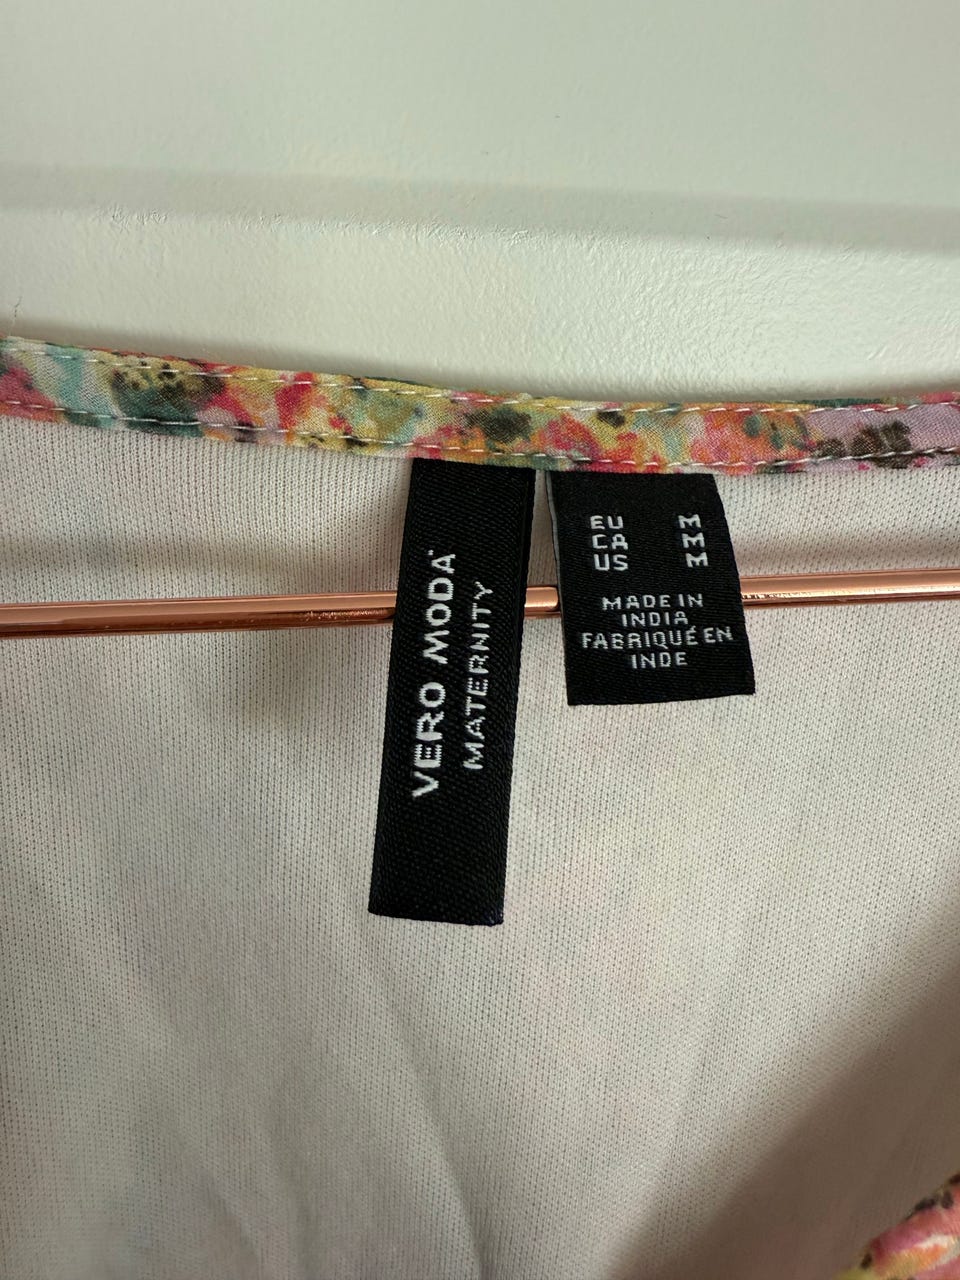 VERO MODA
MATERNITY
EU M
CA M
US M
MADE IN
INDIA
FABRIQUÉ EN
INDE